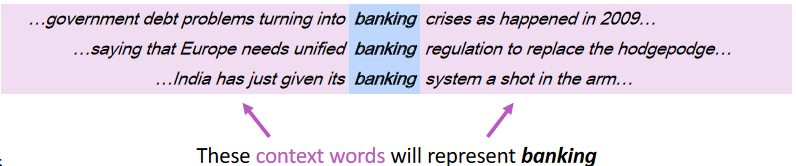 …government debt problems turning into banking crises as happened in 2009…
…saying that Europe needs unified banking regulation to replace the hodgepodge…
…India has just given its banking system a shot in the arm…
These context words will represent banking